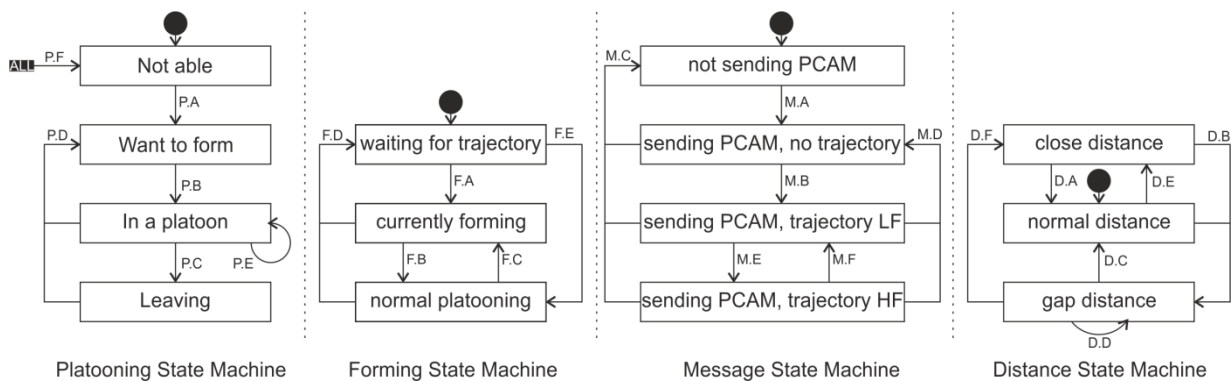 ALL
P.F
Not able
P.A
P.D
Want to form
P.B
In a platoon
P.E
P.C
Leaving
Platooning State Machine
F.D
waiting for trajectory
F.E
F.A
currently forming
F.B
F.C
normal platooning
Forming State Machine
M.C
not sending PCAM
M.A
sending PCAM, no trajectory
M.D
M.B
sending PCAM, trajectory LF
M.E
M.F
sending PCAM, trajectory HF
Message State Machine
D.F
close distance
D.B
D.A
D.E
normal distance
D.C
gap distance
D.D
Distance State Machine